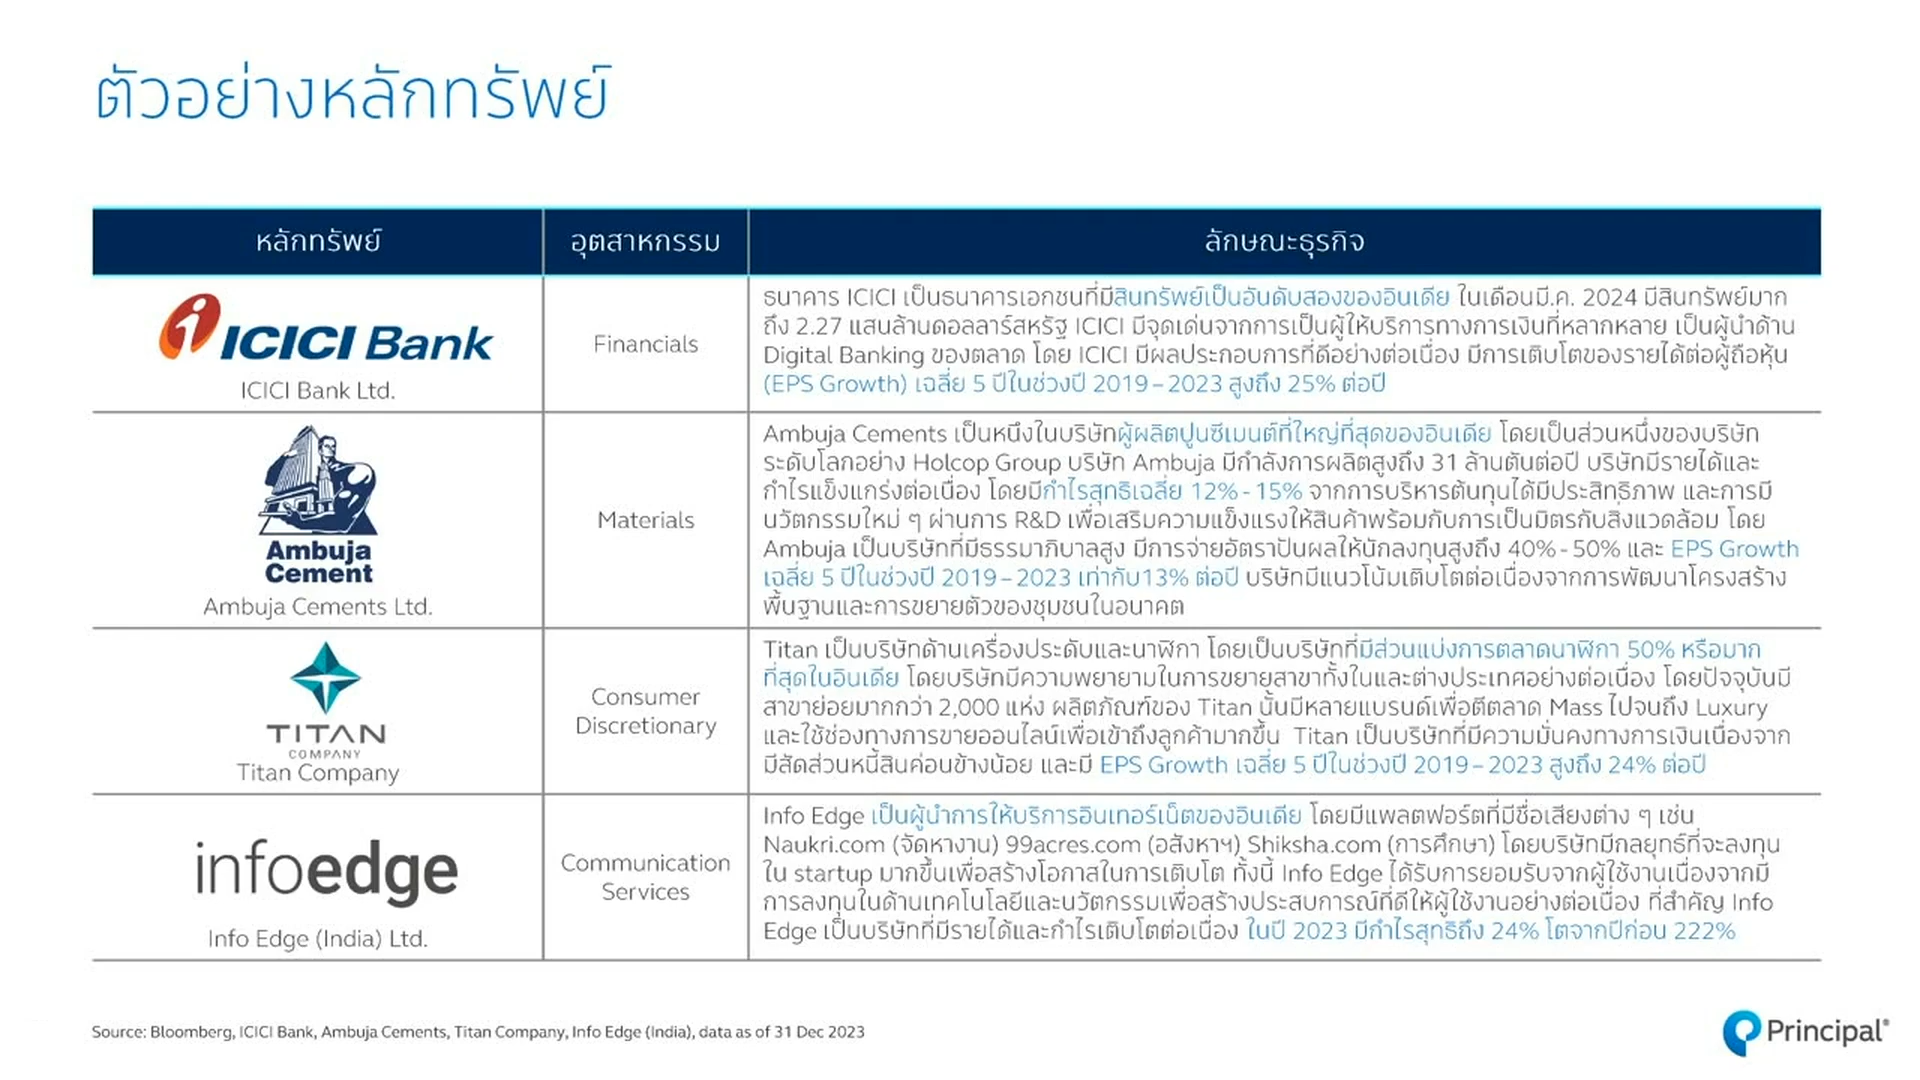 ตัวอย่างหลักทรัพย์
หลักทรัพย์
อุตสาหกรรม
ลักษณะธุรกิจ
ICICI Bank
ICICI Bank Ltd.
Financials
ธนาคาร ICICI เป็นธนาคารเอกชนที่มีสินทรัพย์เป็นอันดับสองของอินเดีย ในเดือนมี.ค. 2024 มีสินทรัพย์มาก
ถึง 2.27 แสนล้านดอลลาร์สหรัฐ ICICI มีจุดเด่นจากการเป็นผู้ให้บริการทางการเงินที่หลากหลาย เป็นผู้นำด้าน
Digital Banking ของตลาด โดย ICICI มีผลประกอบการที่ดีอย่างต่อเนื่อง มีการเติบโตของรายได้ต่อผู้ถือหุ้น
(EPS Growth) เฉลี่ย 5 ปีในช่วงปี 2019 – 2023 สูงถึง 25% ต่อปี
Ambuja
Cement
Ambuja Cements Ltd.
Materials
Ambuja Cements เป็นหนึ่งในบริษัทผู้ผลิตปูนซีเมนต์ที่ใหญ่ที่สุดของอินเดีย โดยเป็นส่วนหนึ่งของบริษัท
ระดับโลกอย่าง Holcop Group บริษัท Ambuja มีกำลังการผลิตสูงถึง 31 ล้านตันต่อปี บริษัทมีรายได้และ
กำไรแข็งแกร่งต่อเนื่อง โดยมีกำไรสุทธิเฉลี่ย 12% - 15% จากการบริหารต้นทุนได้มีประสิทธิภาพ และการมี
นวัตกรรมใหม่ ๆ ผ่านการ R&D เพื่อเสริมความแข็งแรงให้สินค้าพร้อมกับการเป็นมิตรกับสิ่งแวดล้อม โดย
Ambuja เป็นบริษัทที่มีธรรมาภิบาลสูง มีการจ่ายอัตราปันผลให้นักลงทุนสูงถึง 40% - 50% และ EPS Growth
เฉลี่ย 5 ปีในช่วงปี 2019 – 2023 เท่ากับ13% ต่อปี บริษัทมีแนวโน้มเติบโตต่อเนื่องจากการพัฒนาโครงสร้าง
พื้นฐานและการขยายตัวของชุมชนในอนาคต
TITAN
COMPANY
Titan Company
Consumer
Discretionary
Titan เป็นบริษัทด้านเครื่องประดับและนาฬิกา โดยเป็นบริษัทที่มีส่วนแบ่งการตลาดนาฬิกา 50% หรือมาก
ที่สุดในอินเดีย โดยบริษัทมีความพยายามในการขยายสาขาทั้งในและต่างประเทศอย่างต่อเนื่อง โดยปัจจุบันมี
สาขาย่อยมากกว่า 2,000 แห่ง ผลิตภัณฑ์ของ Titan นั้นมีหลายแบรนด์เพื่อตีตลาด Mass ไปจนถึง Luxury
และใช้ช่องทางการขายออนไลน์เพื่อเข้าถึงลูกค้ามากขึ้น Titan เป็นบริษัทที่มีความมั่นคงทางการเงินเนื่องจาก
มีสัดส่วนหนี้สินค่อนข้างน้อย และมี EPS Growth เฉลี่ย 5 ปีในช่วงปี 2019 – 2023 สูงถึง 24% ต่อปี
infoedge
Info Edge (India) Ltd.
Communication
Services
Info Edge เป็นผู้นำการให้บริการอินเทอร์เน็ตของอินเดีย โดยมีแพลตฟอร์ตที่มีชื่อเสียงต่าง ๆ เช่น
Naukri.com (จัดหางาน) 99acres.com (อสังหาฯ) Shiksha.com (การศึกษา) โดยบริษัทมีกลยุทธ์ที่จะลงทุน
ใน startup มากขึ้นเพื่อสร้างโอกาสในการเติบโต ทั้งนี้ Info Edge ได้รับการยอมรับจากผู้ใช้งานเนื่องจากมี
การลงทุนในด้านเทคโนโลยีและนวัตกรรมเพื่อสร้างประสบการณ์ที่ดีให้ผู้ใช้งานอย่างต่อเนื่อง ที่สำคัญ Info
Edge เป็นบริษัทที่มีรายได้และกำไรเติบโตต่อเนื่อง ในปี 2023 มีกำไรสุทธิถึง 24% โตจากปีก่อน 222%
Source: Bloomberg, ICICI Bank, Ambuja Cements, Titan Company, Info Edge (India), data as of 31 Dec 2023
Principal®